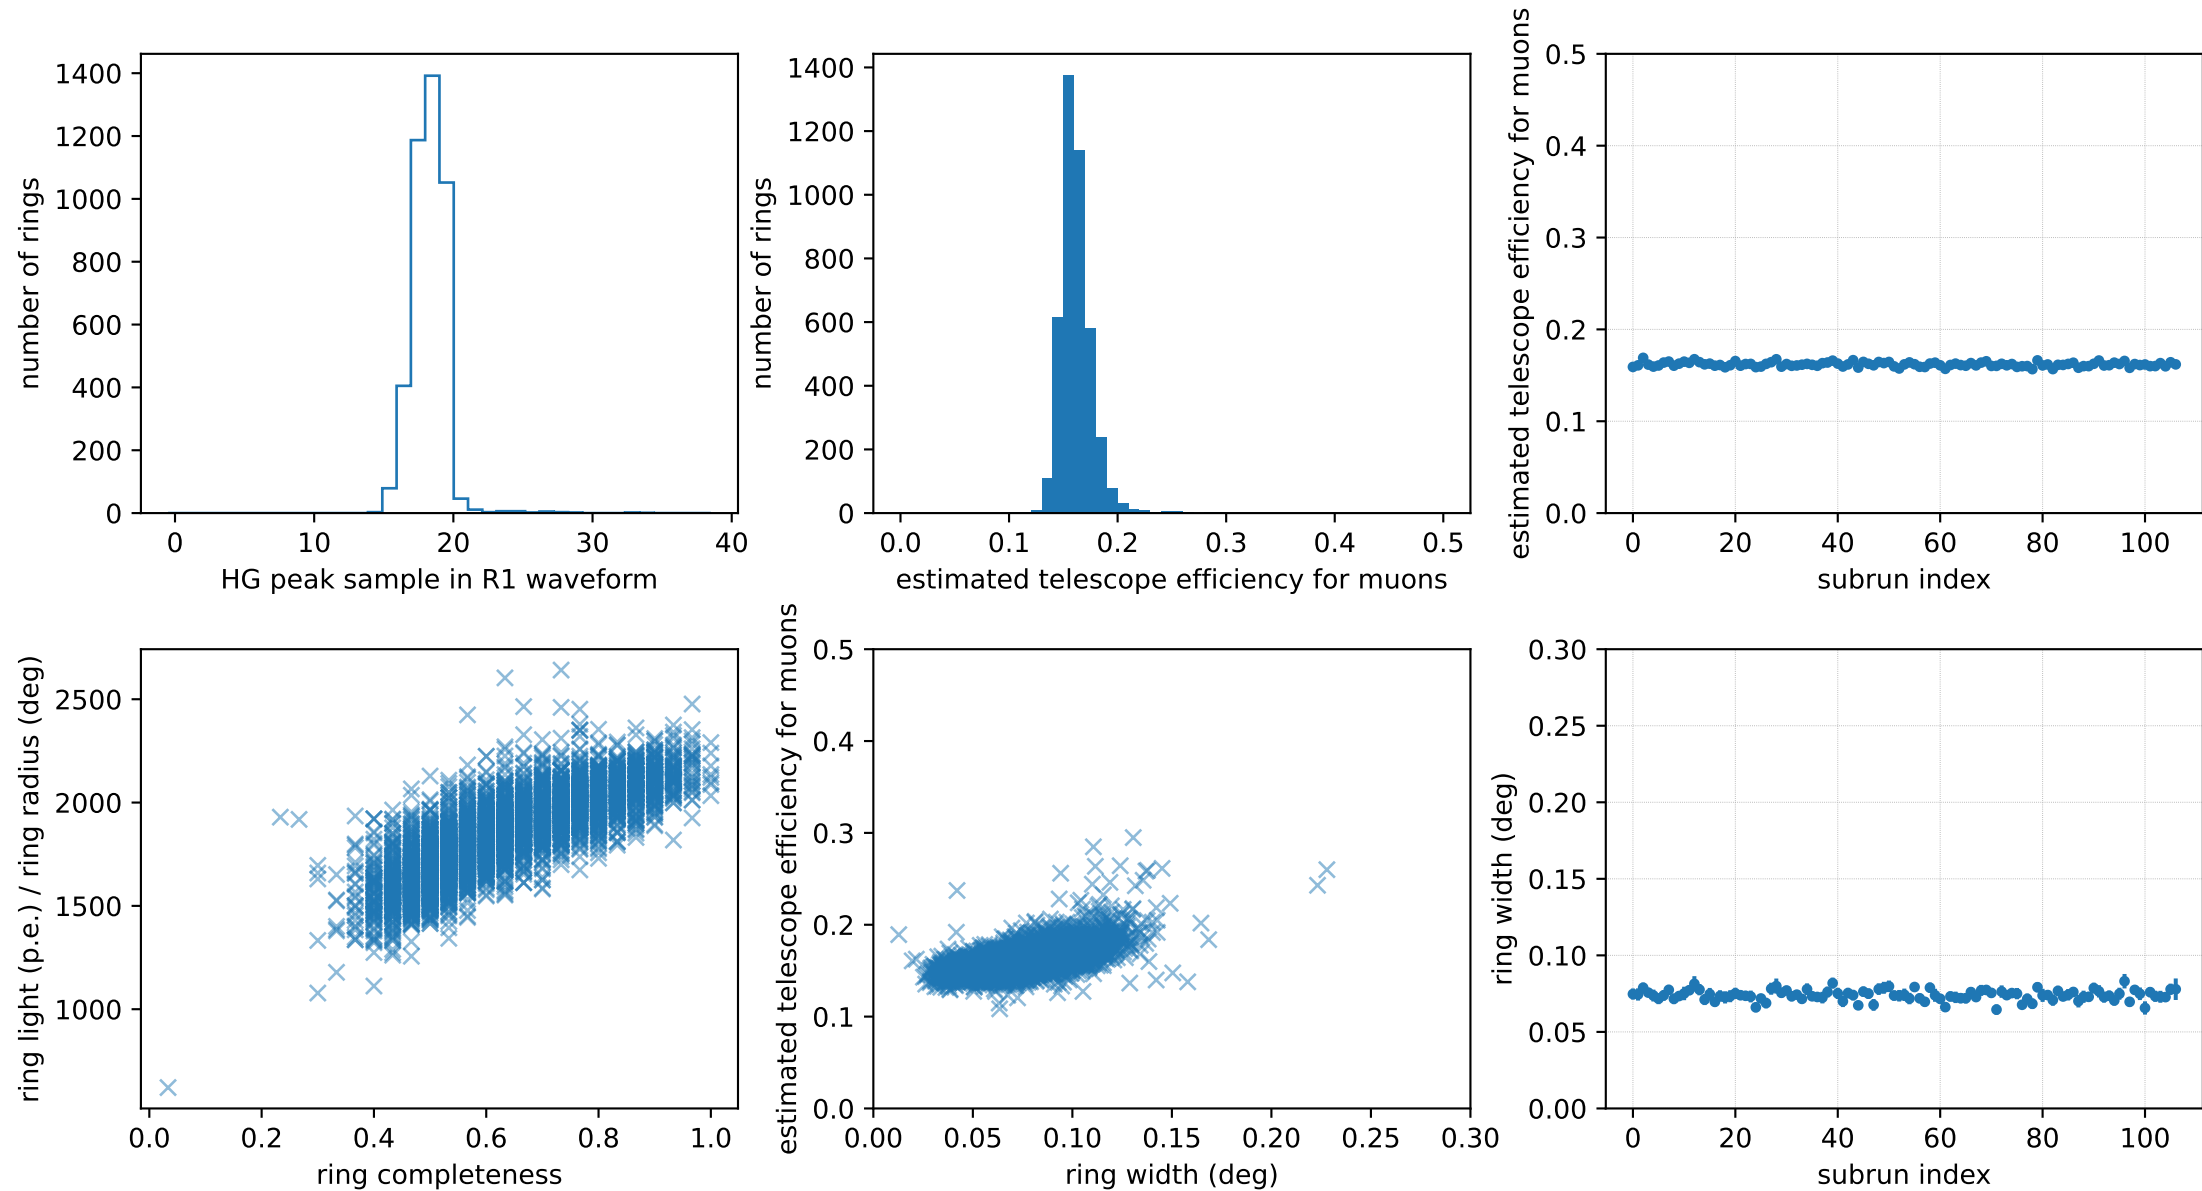 number of rings
1400
1200
1000
800
600
400
200
0
0 10 20 30 40
HG peak sample in R1 waveform
number of rings
1400
1200
1000
800
600
400
200
0
0.0 0.1 0.2 0.3 0.4 0.5
estimated telescope efficiency for muons
estimated telescope efficiency for muons
0.5
0.4
0.3
0.2
0.1
0.0
0 20 40 60 80 100
subrun index
ring light (p.e.) / ring radius (deg)
2500
2000
1500
1000
0.0 0.2 0.4 0.6 0.8 1.0
ring completeness
estimated telescope efficiency for muons
0.5
0.4
0.3
0.2
0.1
0.0
0.00 0.05 0.10 0.15 0.20 0.25 0.30
ring width (deg)
ring width (deg)
0.30
0.25
0.20
0.15
0.10
0.05
0.00
0 20 40 60 80 100
subrun index